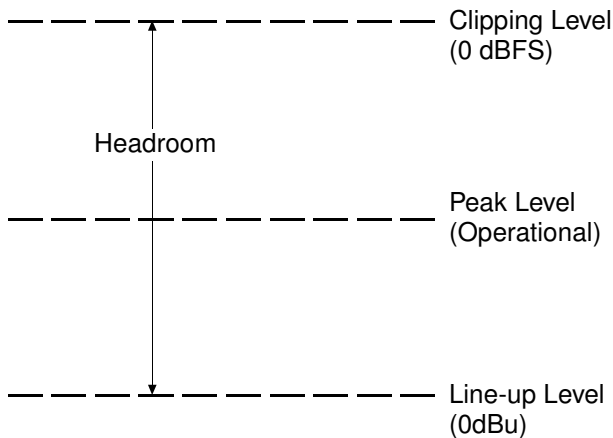 Clipping Level
(0 dBFS)
Headroom
Peak Level
(Operational)
Line-up Level
(0dBu)